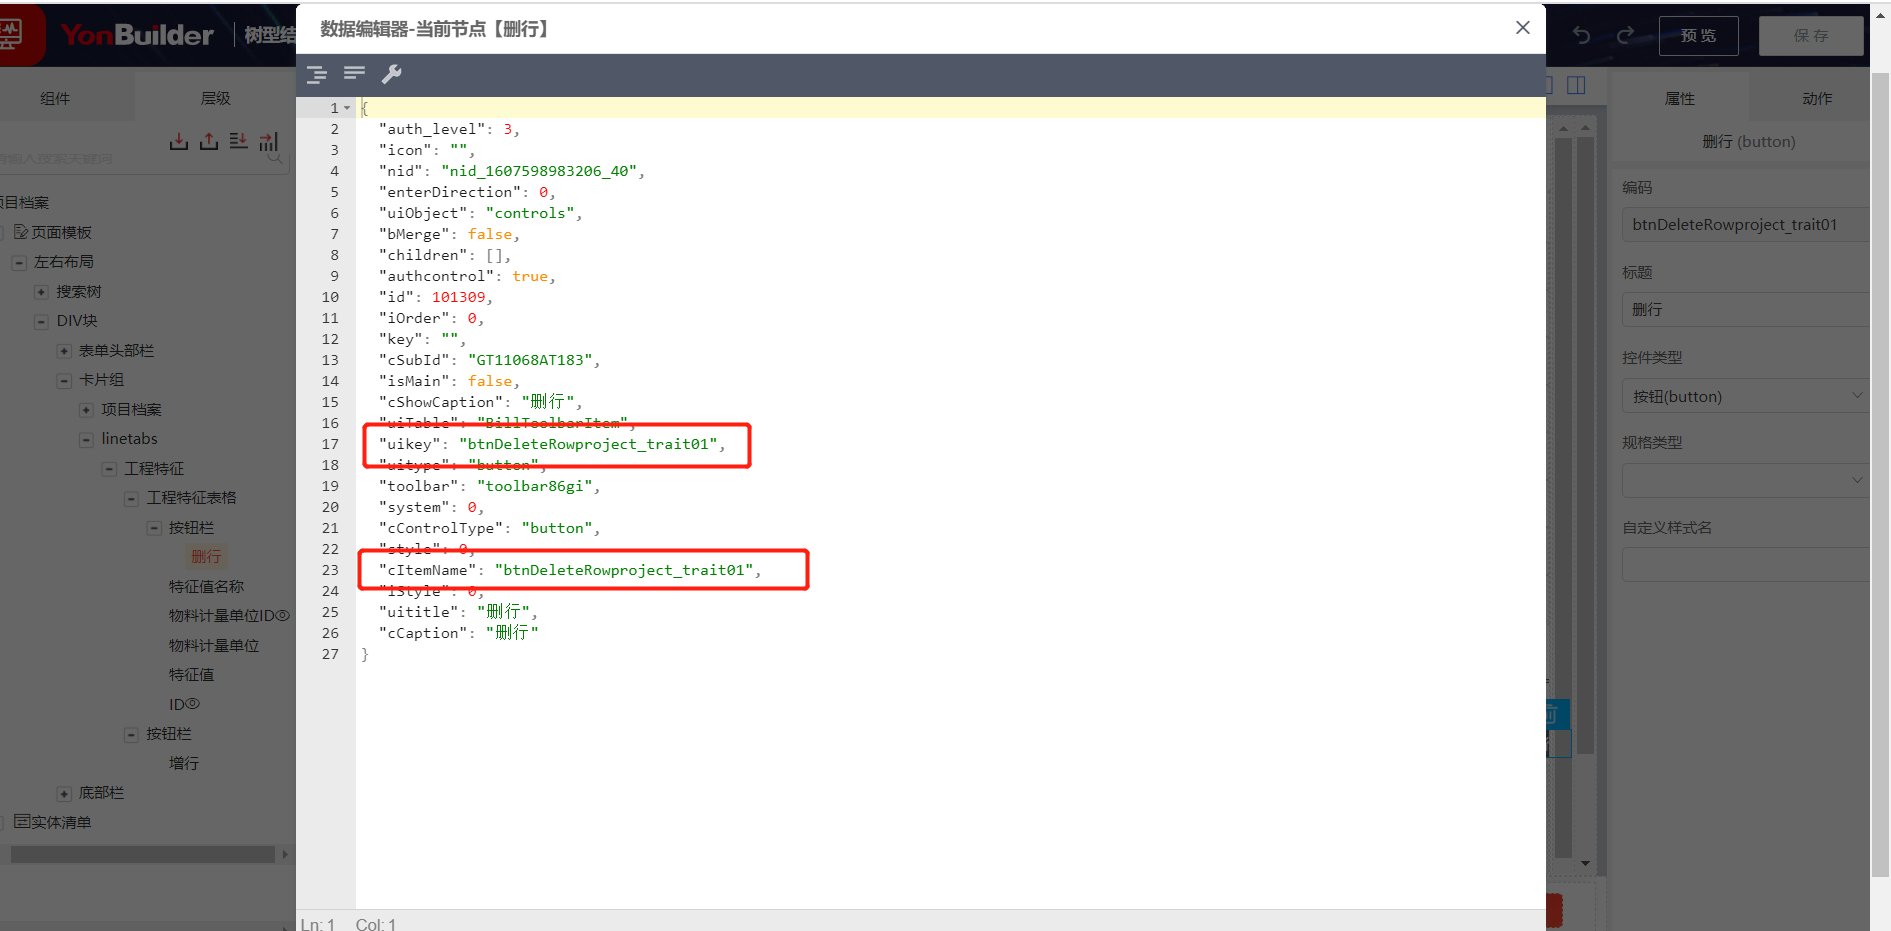 YonBuilder
树型结
预览
保存
组件
层级
请输入搜索关键词
项目档案
页面模板
左右布局
搜索树
DIV块
表单头部栏
卡片组
项目档案
linetabs
工程特征
工程特征表格
按钮栏
删行
特征值名称
物料计量单位ID
物料计量单位
特征值
ID
按钮栏
增行
底部栏
实体清单
数据编辑器-当前节点【删行】
1 {
2 "auth_level": 3,
3 "icon": "",
4 "nid": "nid_1607598983206_40",
5 "enterDirection": 0,
6 "uiObject": "controls",
7 "bMerge": false,
8 "children": [],
9 "authcontrol": true,
10 "id": 101309,
11 "iOrder": 0,
12 "key": "",
13 "cSubId": "GT11068AT183",
14 "isMain": false,
15 "cShowCaption": "删行",
16 "uiTable": "BillToolbarItem",
17 "uikey": "btnDeleteRowproject_trait01",
18 "uitype": "button",
19 "toolbar": "toolbar86gi",
20 "system": 0,
21 "cControlType": "button",
22 "style": 0,
23 "cItemName": "btnDeleteRowproject_trait01",
24 "iStyle": 0,
25 "uititle": "删行",
26 "cCaption": "删行"
27 }
Ln: 1 Col: 1
属性
动作
删行 (button)
编码
btnDeleteRowproject_trait01
标题
删行
控件类型
按钮(button)
规格类型
自定义样式名